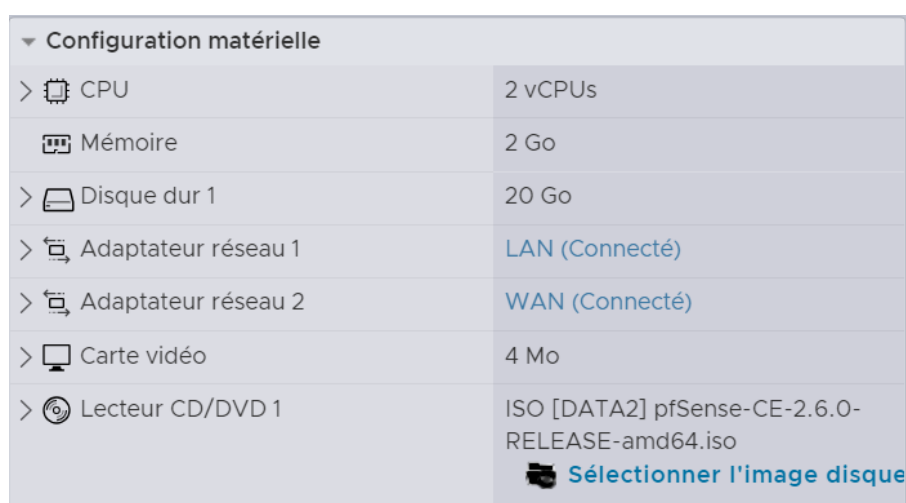 Configuration matérielle
CPU 2 vCPUs
Mémoire 2 Go
Disque dur 1 20 Go
Adaptateur réseau 1 LAN (Connecté)
Adaptateur réseau 2 WAN (Connecté)
Carte vidéo 4 Mo
Lecteur CD/DVD 1 ISO [DATA2] pfSense-CE-2.6.0-
RELEASE-amd64.iso
Sélectionner l'image disque